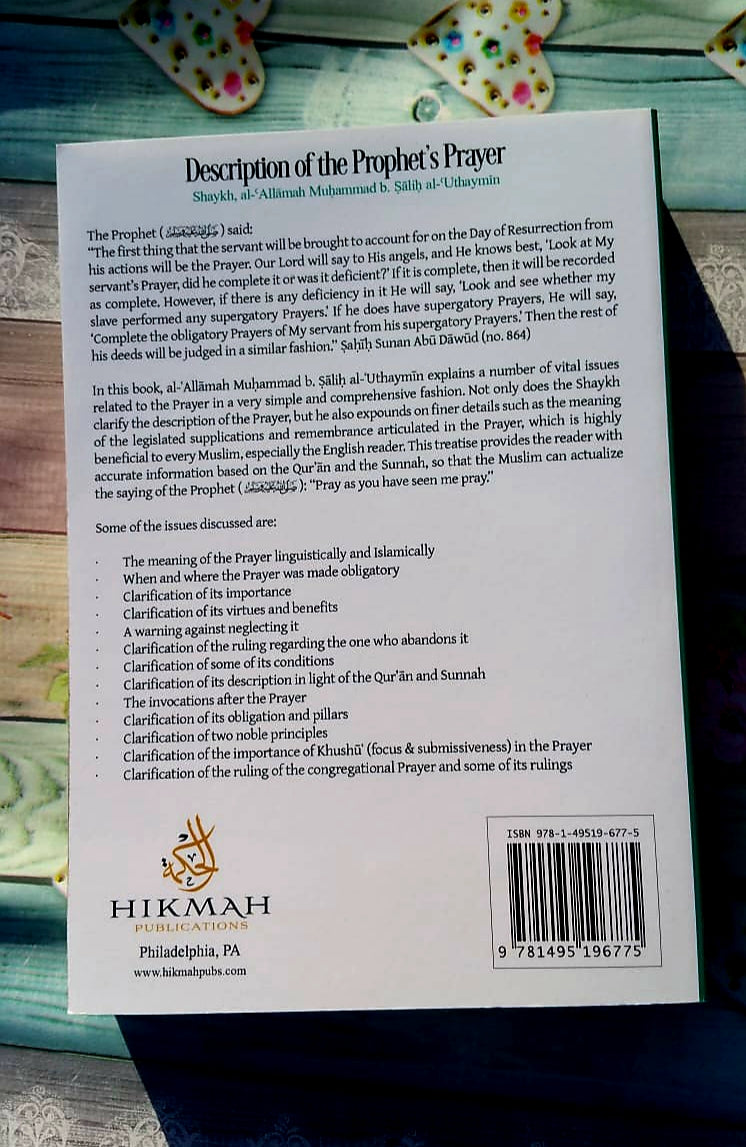 Description of the Prophet's Prayer
Shaykh, al-ʿAllāmah Muḥammad b. Ṣāliḥ al-ʿUthaymīn
The Prophet ( ) said:
"The first thing that the servant will be brought to account for on the Day of Resurrection from
his actions will be the Prayer. Our Lord will say to His angels, and He knows best, 'Look at My
servant's Prayer, did he complete it or was it deficient?' If it is complete, then it will be recorded
as complete. However, if there is any deficiency in it He will say, 'Look and see whether my
slave performed any supergatory Prayers.' If he does have supergatory Prayers, He will say,
'Complete the obligatory Prayers of My servant from his supergatory Prayers.' Then the rest of
his deeds will be judged in a similar fashion." Ṣaḥīḥ Sunan Abū Dāwūd (no. 864)
In this book, al-ʿAllāmah Muḥammad b. Ṣāliḥ al-ʿUthaymīn explains a number of vital issues
related to the Prayer in a very simple and comprehensive fashion. Not only does the Shaykh
clarify the description of the Prayer, but he also expounds on finer details such as the meaning
of the legislated supplications and remembrance articulated in the Prayer, which is highly
beneficial to every Muslim, especially the English reader. This treatise provides the reader with
accurate information based on the Qur'ān and the Sunnah, so that the Muslim can actualize
the saying of the Prophet ( ): "Pray as you have seen me pray."
Some of the issues discussed are:
· The meaning of the Prayer linguistically and Islamically
· When and where the Prayer was made obligatory
· Clarification of its importance
· Clarification of its virtues and benefits
· A warning against neglecting it
· Clarification of the ruling regarding the one who abandons it
· Clarification of some of its conditions
· Clarification of its description in light of the Qur'ān and Sunnah
· The invocations after the Prayer
· Clarification of its obligation and pillars
· Clarification of two noble principles
· Clarification of the importance of Khushū' (focus & submissiveness) in the Prayer
· Clarification of the ruling of the congregational Prayer and some of its rulings
الحكمة
HIKMAH
PUBLICATIONS
Philadelphia, PA
www.hikmahpubs.com
ISBN 978-1-49519-677-5
9 781495 196775